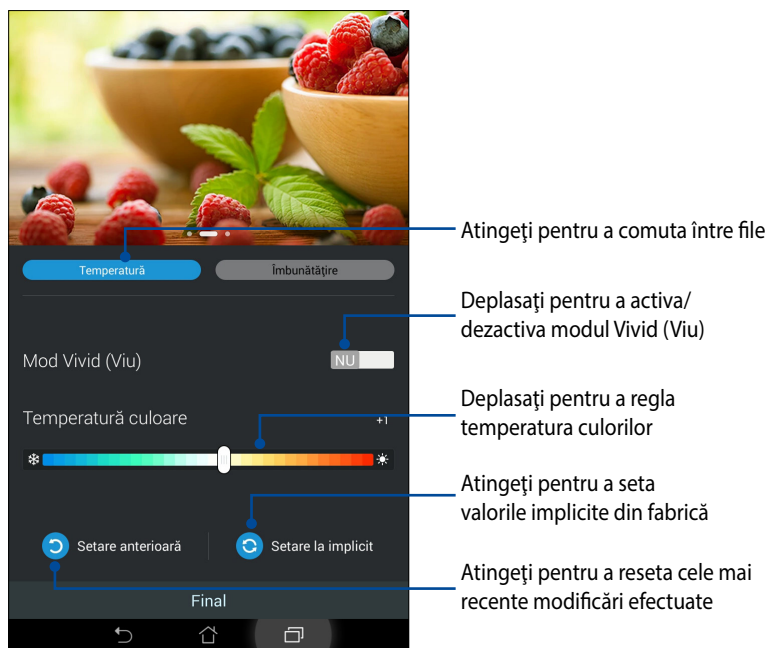 Atingeţi pentru a comuta între file
Temperatură
Îmbunătăţire
Deplasaţi pentru a activa/
dezactiva modul Vivid (Viu)
Mod Vivid (Viu)
NU
Deplasaţi pentru a regla
temperatura culorilor
Temperatură culoare
+1
Atingeţi pentru a seta
valorile implicite din fabrică
Setare anterioară
Setare la implicit
Atingeţi pentru a reseta cele mai
recente modificări efectuate
Final